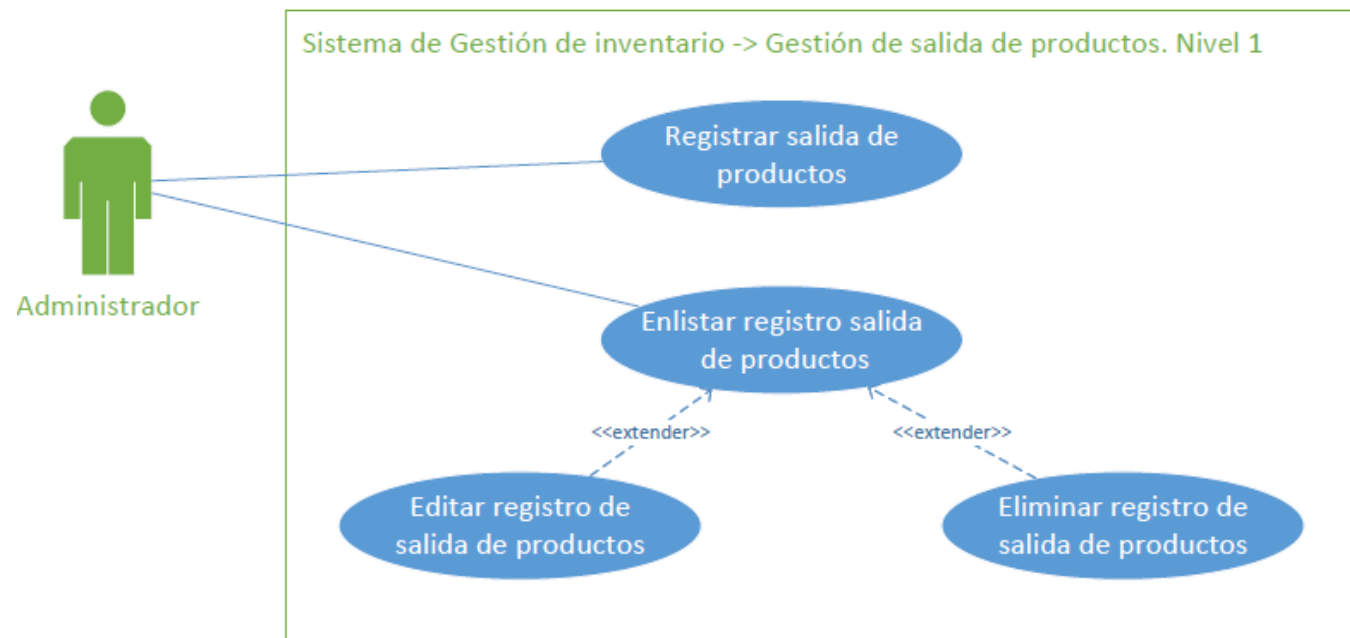 Sistema de Gestión de inventario -> Gestión de salida de productos. Nivel 1
Registrar salida de
productos
Administrador
Enlistar registro salida
de productos
<<extender>>
<<extender>>
Editar registro de
salida de productos
Eliminar registro de
salida de productos